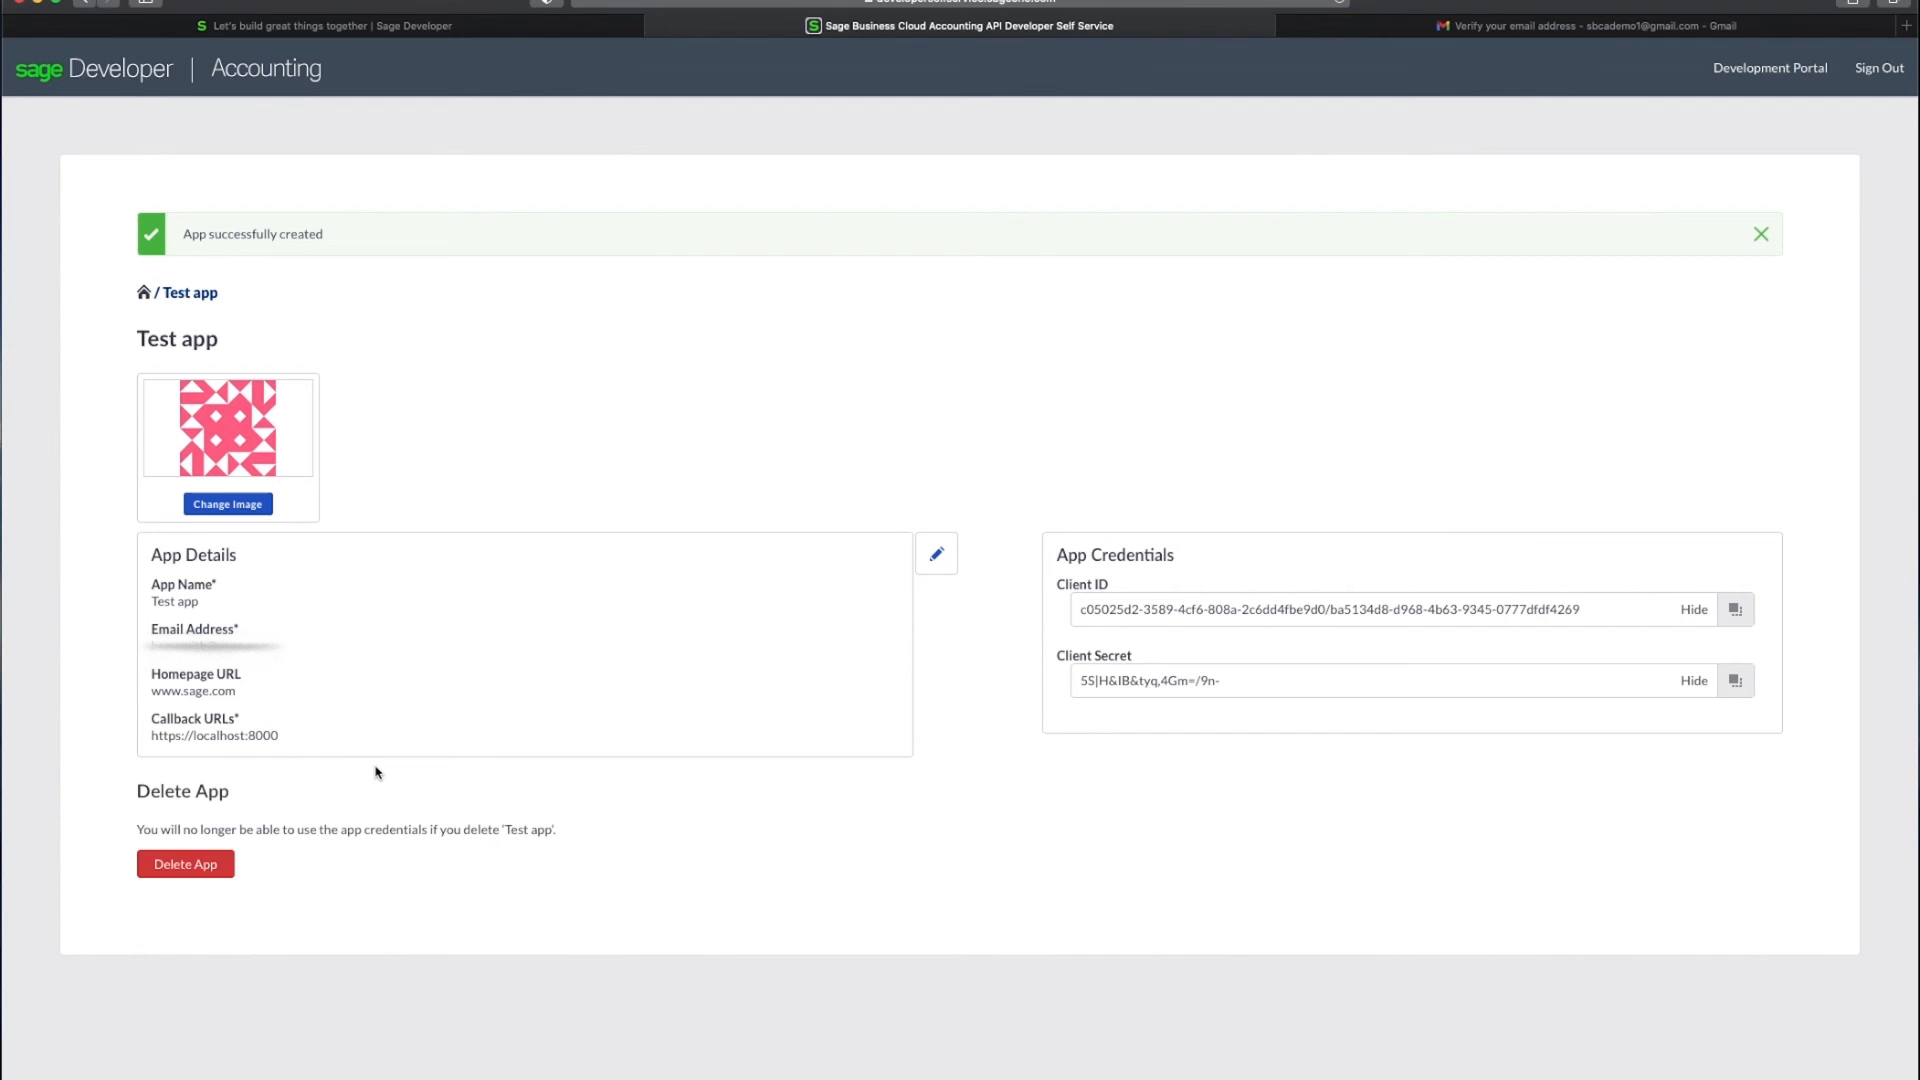 Let's build great things together | Sage Developer
Sage Business Cloud Accounting API Developer Self Service
Verify your email address - sbcademo1@gmail.com - Gmail
sage Developer | Accounting
Development Portal
Sign Out
App successfully created
/ Test app
Test app
Change Image
App Details
App Name*
Test app
Email Address*
Homepage URL
www.sage.com
Callback URLs*
https://localhost:8000
App Credentials
Client ID
c05025d2-3589-4cf6-808a-2c6dd4fbe9d0/ba5134d8-d968-4b63-9345-0777dfdf4269
Hide
Client Secret
5S|H&IB&tyq,4Gm=/9n-
Hide
Delete App
You will no longer be able to use the app credentials if you delete 'Test app'.
Delete App